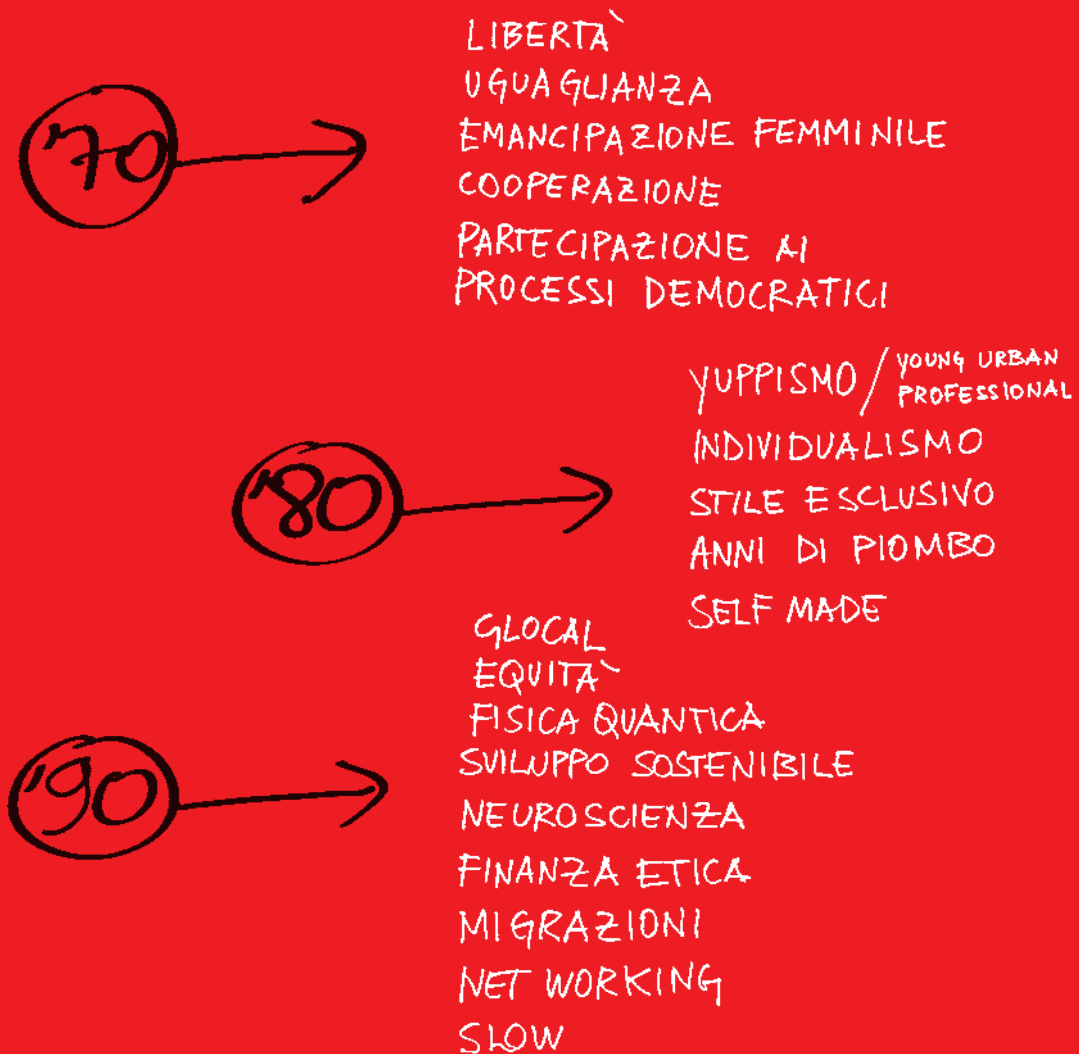 '70
LIBERTÀ
UGUAGLIANZA
EMANCIPAZIONE FEMMINILE
COOPERAZIONE
PARTECIPAZIONE AI
PROCESSI DEMOCRATICI
'80
YUPPISMO / YOUNG URBAN
PROFESSIONAL
INDIVIDUALISMO
STILE ESCLUSIVO
ANNI DI PIOMBO
SELF MADE
'90
GLOCAL
EQUITÀ
FISICA QUANTICA
SVILUPPO SOSTENIBILE
NEUROSCIENZA
FINANZA ETICA
MIGRAZIONI
NET WORKING
SLOW